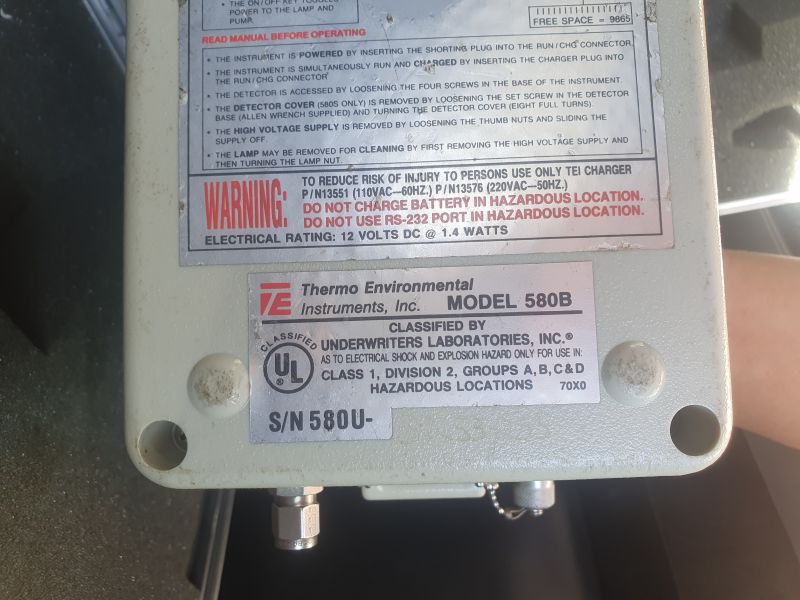 • THE ON/OFF KEY TOGGLES
POWER TO THE LAMP AND
PUMP.
FREE SPACE = 9865
READ MANUAL BEFORE OPERATING
• THE INSTRUMENT IS POWERED BY INSERTING THE SHORTING PLUG INTO THE RUN/CHG CONNECTOR.
• THE INSTRUMENT IS SIMULTANEOUSLY RUN AND CHARGED BY INSERTING THE CHARGER PLUG INTO
THE RUN/CHG CONNECTOR
• THE DETECTOR IS ACCESSED BY LOOSENING THE FOUR SCREWS IN THE BASE OF THE INSTRUMENT.
• THE DETECTOR COVER (580S ONLY) IS REMOVED BY LOOSENING THE SET SCREW IN THE DETECTOR
BASE (ALLEN WRENCH SUPPLIED) AND TURNING THE DETECTOR COVER (EIGHT FULL TURNS).
• THE HIGH VOLTAGE SUPPLY IS REMOVED BY LOOSENING THE THUMB NUTS AND SLIDING THE
SUPPLY OFF.
• THE LAMP MAY BE REMOVED FOR CLEANING BY FIRST REMOVING THE HIGH VOLTAGE SUPPLY AND
THEN TURNING THE LAMP NUT.
WARNING:
TO REDUCE RISK OF INJURY TO PERSONS USE ONLY TEI CHARGER
P/N13551 (110VAC—60HZ.) P/N13576 (220VAC—50HZ.)
DO NOT CHARGE BATTERY IN HAZARDOUS LOCATION.
DO NOT USE RS-232 PORT IN HAZARDOUS LOCATION.
ELECTRICAL RATING: 12 VOLTS DC @ 1.4 WATTS
TE Thermo Environmental
Instruments, Inc. MODEL 580B
CLASSIFIED BY
UNDERWRITERS LABORATORIES, INC.®
AS TO ELECTRICAL SHOCK AND EXPLOSION HAZARD ONLY FOR USE IN:
CLASS 1, DIVISION 2, GROUPS A, B, C & D
HAZARDOUS LOCATIONS 70X0
CLASSIFIED
UL®
S/N 580U-